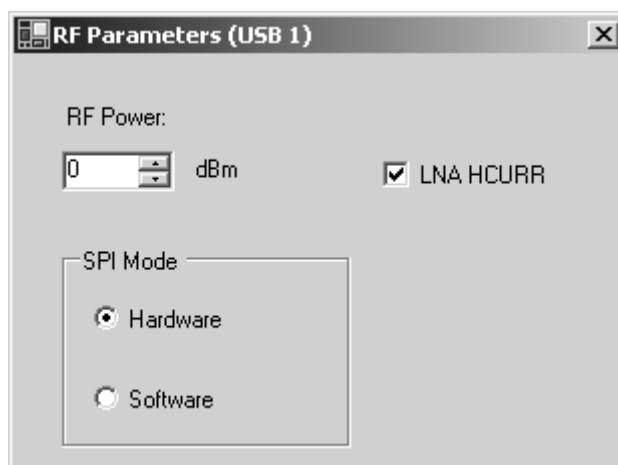 RF Parameters (USB 1)
RF Power:
0 dBm
LNA HCURR
SPI Mode
Hardware
Software